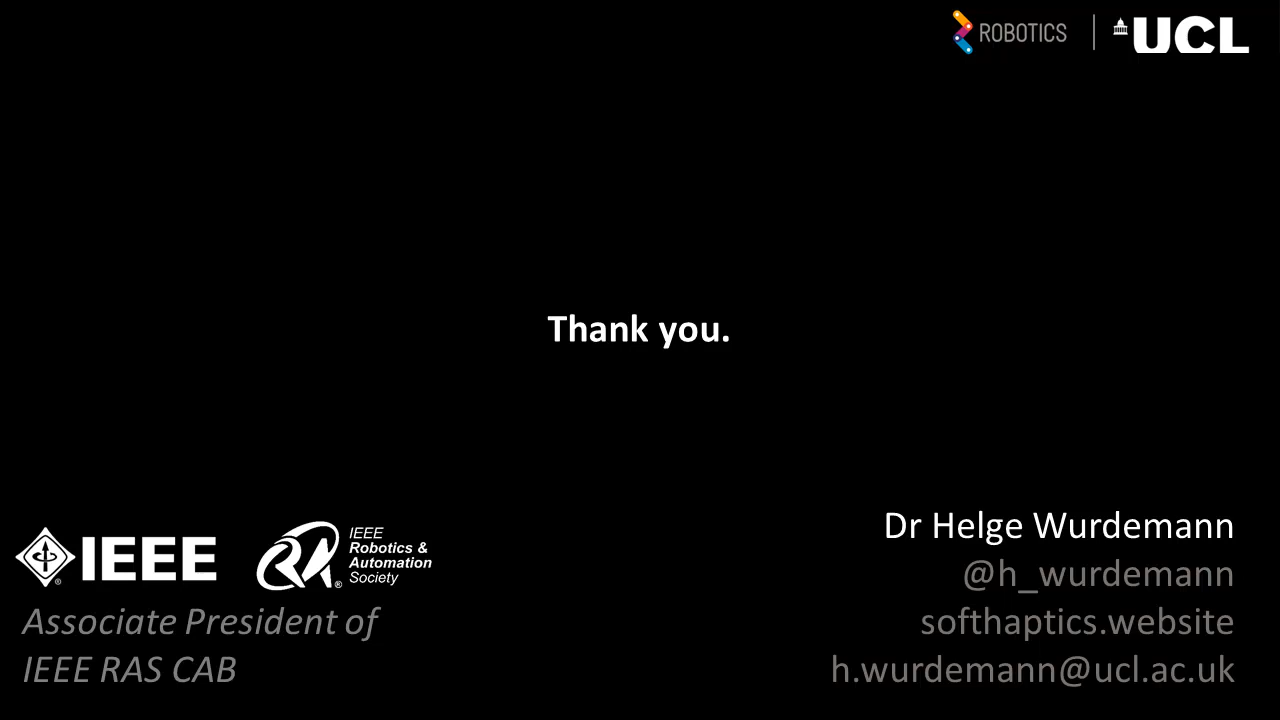 ROBOTICS
UCL
Thank you.
IEEE
IEEE
Robotics &
Automation
Society
Associate President of
IEEE RAS CAB
Dr Helge Wurdemann
@h_wurdemann
softhaptics.website
h.wurdemann@ucl.ac.uk